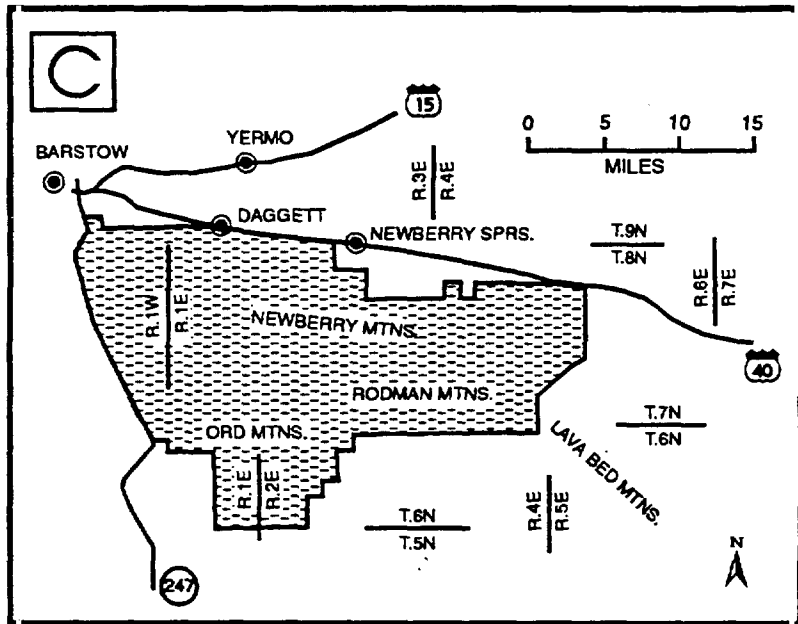 C
15
YERMO
BARSTOW
0 5 10 15
MILES
R.3E
R.4E
DAGGETT
NEWBERRY SPRS.
T.9N
T.8N
R.6E
R.7E
R.1W
R.1E
NEWBERRY MTNS.
40
RODMAN MTNS.
T.7N
T.6N
ORD MTNS.
LAVA BED MTNS.
R.1E
R.2E
R.4E
R.5E
T.6N
T.5N
N
247